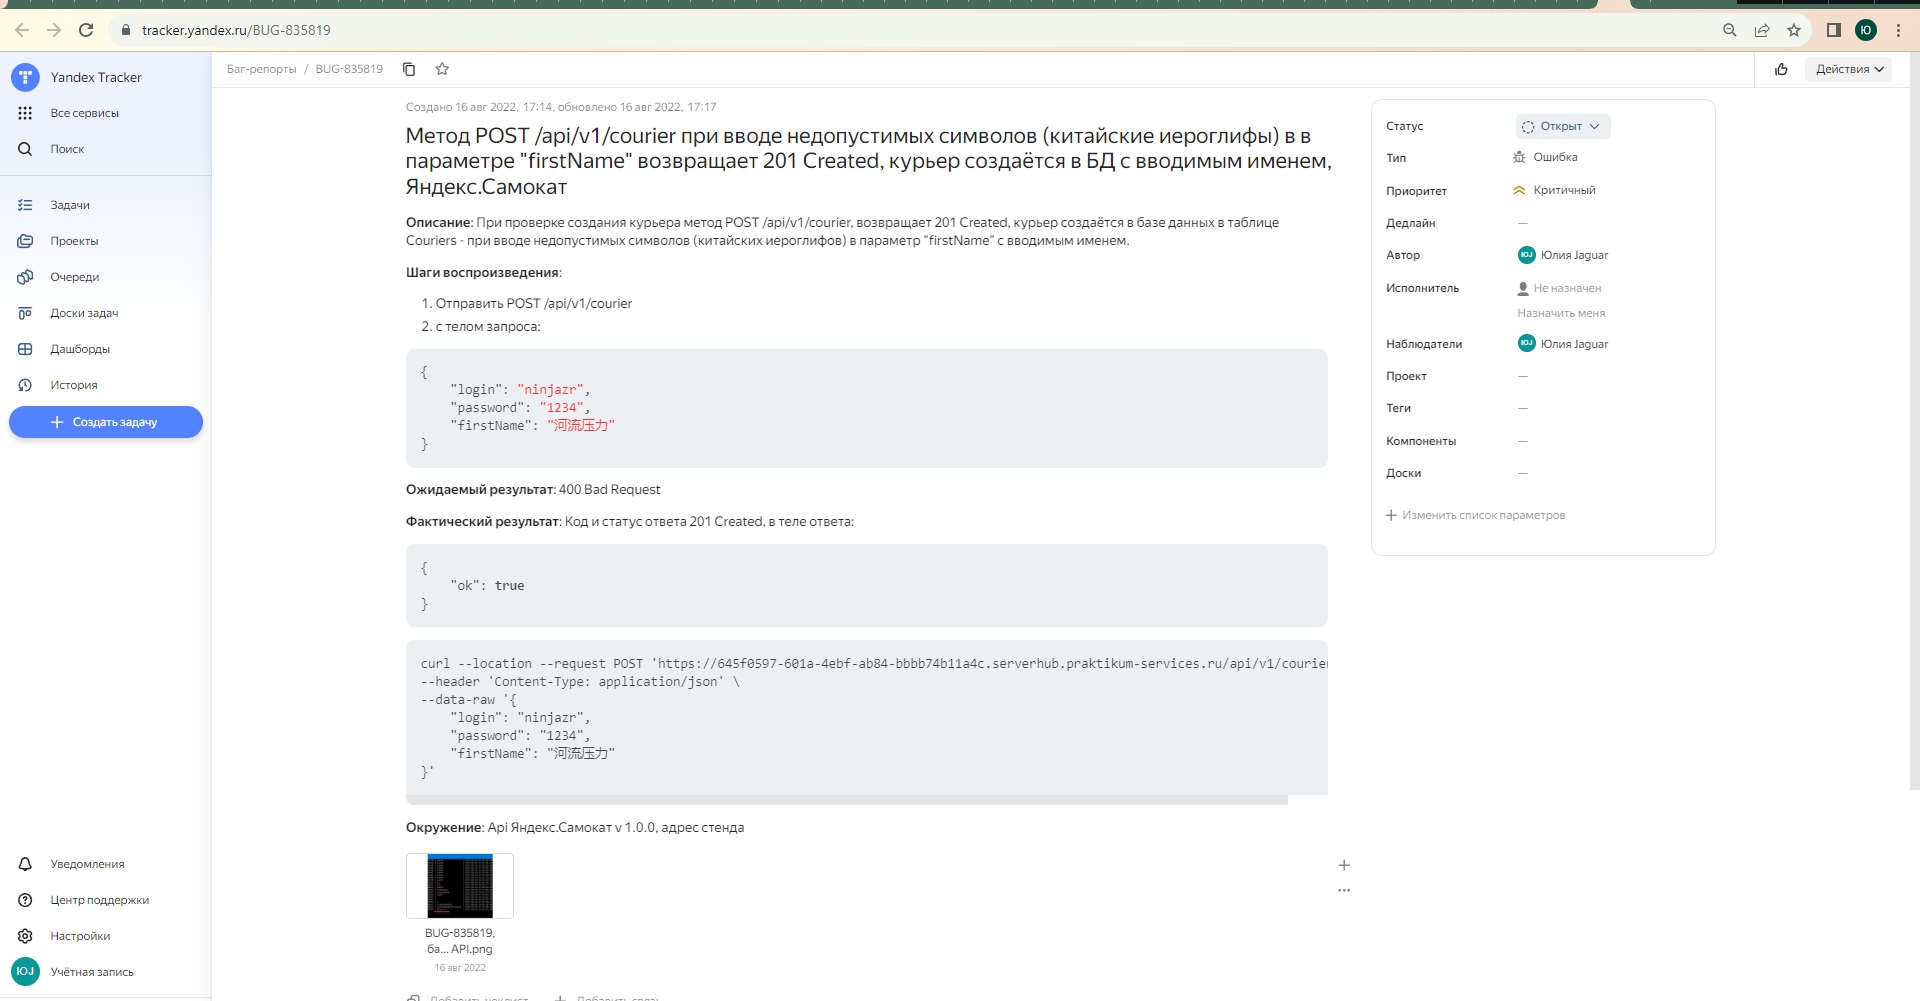 tracker.yandex.ru/BUG-835819
Ю
Yandex Tracker
Все сервисы
Поиск
Задачи
Проекты
Очереди
Доски задач
Дашборды
История
Создать задачу
Уведомления
Центр поддержки
Настройки
ЮJ
Учётная запись
Баг-репорты / BUG-835819
Действия
Создано 16 авг 2022, 17:14, обновлено 16 авг 2022, 17:17
Метод POST /api/v1/courier при вводе недопустимых символов (китайские иероглифы) в в
параметре "firstName" возвращает 201 Created, курьер создаётся в БД с вводимым именем,
Яндекс.Самокат
Описание: При проверке создания курьера метод POST /api/v1/courier, возвращает 201 Created, курьер создаётся в базе данных в таблице
Couriers - при вводе недопустимых символов (китайских иероглифов) в параметр "firstName" с вводимым именем.
Шаги воспроизведения:
1. Отправить POST /api/v1/courier
2. с телом запроса:
{
"login": "ninjazr",
"password": "1234",
"firstName": "河流压力"
}
Ожидаемый результат: 400 Bad Request
Фактический результат: Код и статус ответа 201 Created, в теле ответа:
{
"ok": true
}
curl --location --request POST 'https://645f0597-601a-4ebf-ab84-bbbb74b11a4c.serverhub.praktikum-services.ru/api/v1/courier
--header 'Content-Type: application/json' \
--data-raw '{
"login": "ninjazr",
"password": "1234",
"firstName": "河流压力"
}'
Окружение: Api Яндекс.Самокат v 1.0.0, адрес стенда
BUG-835819,
ба... API.png
16 авг 2022
Добавить чеклист
Добавить связь
Статус
Открыт
Тип
Ошибка
Приоритет
Критичный
Дедлайн
—
Автор
ЮJ Юлия Jaguar
Исполнитель
Не назначен
Назначить меня
Наблюдатели
ЮJ Юлия Jaguar
Проект
—
Теги
—
Компоненты
—
Доски
—
Изменить список параметров